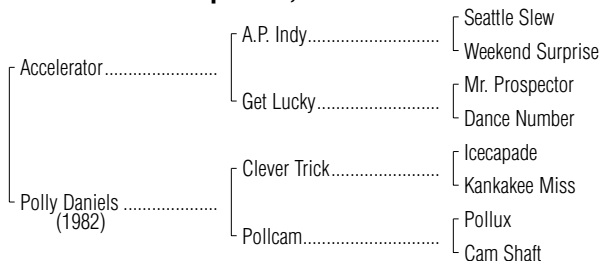 Seattle Slew
A.P. Indy
Weekend Surprise
Accelerator
Mr. Prospector
Get Lucky
Dance Number
Icecapade
Clever Trick
Kankakee Miss
Polly Daniels
(1982)
Pollux
Pollcam
Cam Shaft